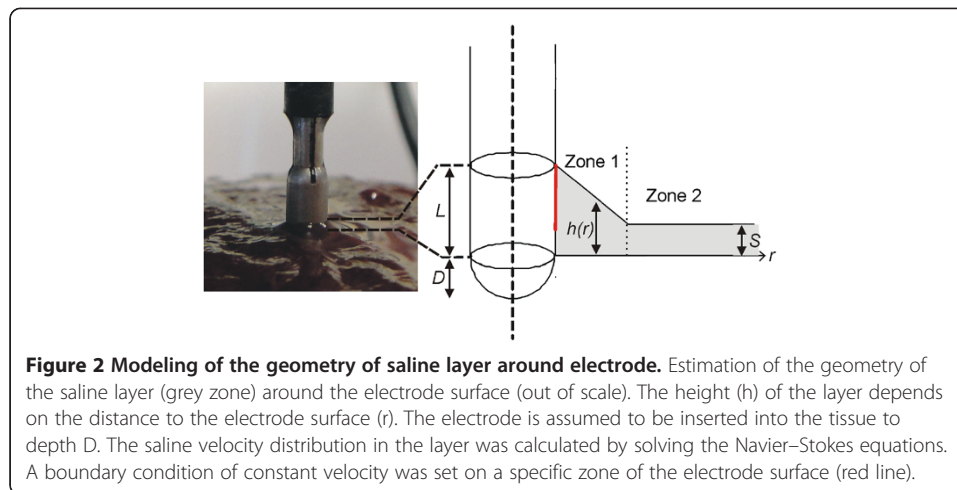 Zone 1
Zone 2
L
h(r)
S
r
D
Figure 2 Modeling of the geometry of saline layer around electrode. Estimation of the geometry of
the saline layer (grey zone) around the electrode surface (out of scale). The height (h) of the layer depends
on the distance to the electrode surface (r). The electrode is assumed to be inserted into the tissue to
depth D. The saline velocity distribution in the layer was calculated by solving the Navier–Stokes equations.
A boundary condition of constant velocity was set on a specific zone of the electrode surface (red line).